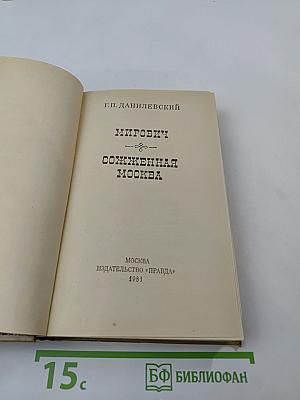 Г.П. ДАНИЛЕВСКИЙ
МИРОВИЧ
СОЖЖЕННАЯ
МОСКВА
МОСКВА
ИЗДАТЕЛЬСТВО «ПРАВДА»
1981
15с
БФ БИБЛИОФАН